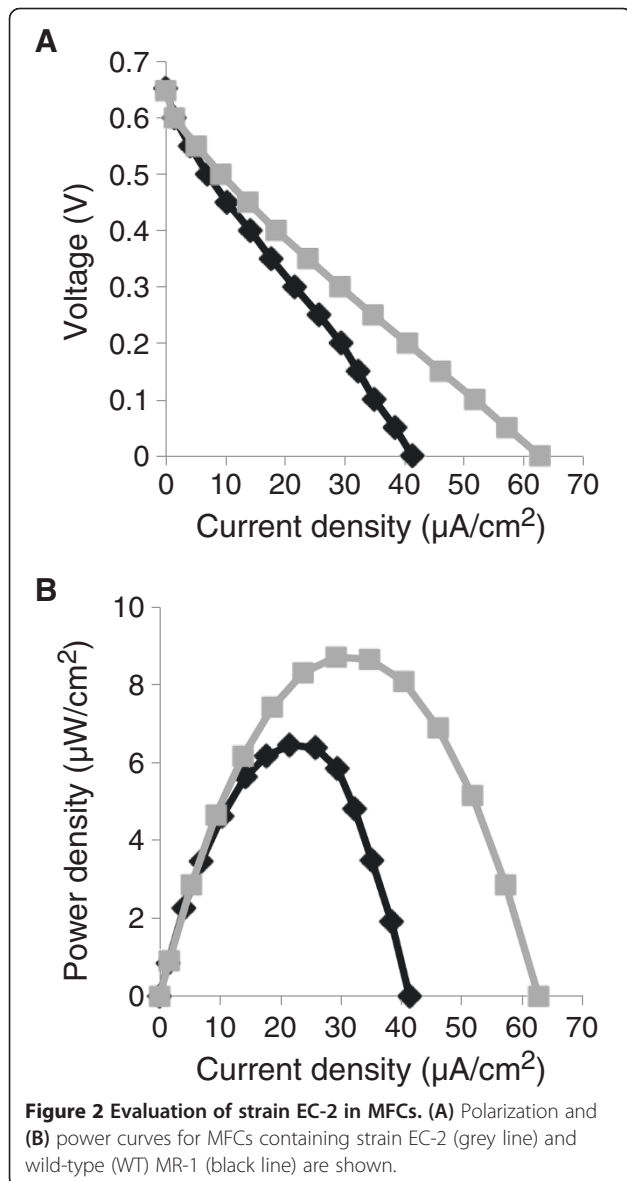 A
0.7
0.6
0.5
0.4
0.3
0.2
0.1
0
Voltage (V)
0 10 20 30 40 50 60 70
Current density (µA/cm²)
B
10
8
6
4
2
0
Power density (µW/cm²)
0 10 20 30 40 50 60 70
Current density (µA/cm²)
Figure 2 Evaluation of strain EC-2 in MFCs. (A) Polarization and
(B) power curves for MFCs containing strain EC-2 (grey line) and
wild-type (WT) MR-1 (black line) are shown.